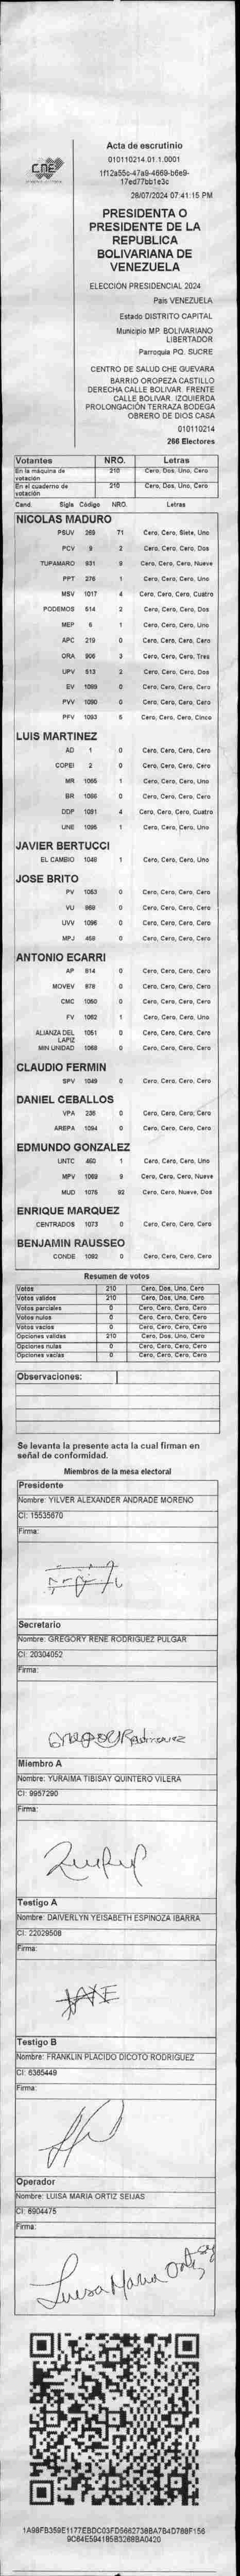 CNE
Acta de escrutinio
010110214.01.1.0001
1f12a55c-47a9-4669-b6e9-
17ed77bb1e3c
28/07/2024 07:41:15 PM
PRESIDENTA O
PRESIDENTE DE LA
REPUBLICA
BOLIVARIANA DE
VENEZUELA
ELECCIÓN PRESIDENCIAL 2024
País VENEZUELA
Estado DISTRITO CAPITAL
Municipio MP. BOLIVARIANO
LIBERTADOR
Parroquia PQ. SUCRE
CENTRO DE SALUD CHE GUEVARA
BARRIO OROPEZA CASTILLO
DERECHA CALLE BOLIVAR. FRENTE
CALLE BOLIVAR. IZQUIERDA
PROLONGACIÓN TERRAZA BODEGA
OBRERO DE DIOS CASA
010110214
266 Electores
Votantes NRO. Letras
En la máquina de votación 210 Cero, Dos, Uno, Cero
En el cuaderno de votación 210 Cero, Dos, Uno, Cero
Cand. Sigla Código NRO. Letras
NICOLAS MADURO
PSUV 269 71 Cero, Cero, Siete, Uno
PCV 9 2 Cero, Cero, Cero, Dos
TUPAMARO 931 9 Cero, Cero, Cero, Nueve
PPT 276 1 Cero, Cero, Cero, Uno
MSV 1017 4 Cero, Cero, Cero, Cuatro
PODEMOS 514 2 Cero, Cero, Cero, Dos
MEP 6 1 Cero, Cero, Cero, Uno
APC 219 0 Cero, Cero, Cero, Cero
ORA 906 3 Cero, Cero, Cero, Tres
UPV 513 2 Cero, Cero, Cero, Dos
EV 1089 0 Cero, Cero, Cero, Cero
PVV 1090 0 Cero, Cero, Cero, Cero
PFV 1093 5 Cero, Cero, Cero, Cinco
LUIS MARTINEZ
AD 1 0 Cero, Cero, Cero, Cero
COPEI 2 0 Cero, Cero, Cero, Cero
MR 1065 1 Cero, Cero, Cero, Uno
BR 1066 0 Cero, Cero, Cero, Cero
DDP 1091 4 Cero, Cero, Cero, Cuatro
UNE 1095 1 Cero, Cero, Cero, Uno
JAVIER BERTUCCI
EL CAMBIO 1046 1 Cero, Cero, Cero, Uno
JOSE BRITO
PV 1053 0 Cero, Cero, Cero, Cero
VU 868 0 Cero, Cero, Cero, Cero
UVV 1096 0 Cero, Cero, Cero, Cero
MPJ 458 0 Cero, Cero, Cero, Cero
ANTONIO ECARRI
AP 814 0 Cero, Cero, Cero, Cero
MOVEV 878 0 Cero, Cero, Cero, Cero
CMC 1050 0 Cero, Cero, Cero, Cero
FV 1062 1 Cero, Cero, Cero, Uno
ALIANZA DEL LAPIZ 1051 0 Cero, Cero, Cero, Cero
MIN UNIDAD 1068 0 Cero, Cero, Cero, Cero
CLAUDIO FERMIN
SPV 1049 0 Cero, Cero, Cero, Cero
DANIEL CEBALLOS
VPA 236 0 Cero, Cero, Cero, Cero
AREPA 1094 0 Cero, Cero, Cero, Cero
EDMUNDO GONZALEZ
UNTC 460 1 Cero, Cero, Cero, Uno
MPV 1069 9 Cero, Cero, Cero, Nueve
MUD 1075 92 Cero, Cero, Nueve, Dos
ENRIQUE MARQUEZ
CENTRADOS 1073 0 Cero, Cero, Cero, Cero
BENJAMIN RAUSSEO
CONDE 1092 0 Cero, Cero, Cero, Cero
Resumen de votos
Votos 210 Cero, Dos, Uno, Cero
Votos válidos 210 Cero, Dos, Uno, Cero
Votos parciales 0 Cero, Cero, Cero, Cero
Votos nulos 0 Cero, Cero, Cero, Cero
Votos vacíos 0 Cero, Cero, Cero, Cero
Opciones válidas 210 Cero, Dos, Uno, Cero
Opciones nulas 0 Cero, Cero, Cero, Cero
Opciones vacías 0 Cero, Cero, Cero, Cero
Observaciones:
Se levanta la presente acta la cual firman en
señal de conformidad.
Miembros de la mesa electoral
Presidente
Nombre: YILVER ALEXANDER ANDRADE MORENO
CI: 15535670
Firma:
Secretario
Nombre: GREGORY RENE RODRIGUEZ PULGAR
CI: 20304052
Firma:
Gregory Rodriguez
Miembro A
Nombre: YURAIMA TIBISAY QUINTERO VILERA
CI: 9957290
Firma:
Testigo A
Nombre: DAIVERLYN YEISABETH ESPINOZA IBARRA
CI: 22029508
Firma:
Testigo B
Nombre: FRANKLIN PLACIDO DICOTO RODRIGUEZ
CI: 6365449
Firma:
Operador
Nombre: LUISA MARIA ORTIZ SEIJAS
CI: 6904475
Firma:
Luisa Maria Ortiz
1A98FB359E1177EBDC03FD5662738BA7B4D788F156
9C64E594185B3268BA0420